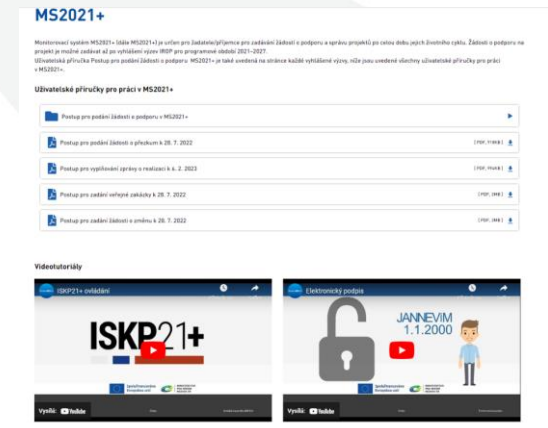 MS2021+
Monitorovací systém MS2021+ (dále MS2021+) je určen pro žadatele/příjemce pro zadávání žádostí o podporu a správu projektů po celou dobu jejich životního cyklu. Žádosti o podporu na
projekt je možné zadávat až po vyhlášení výzev IROP pro programové období 2021–2027.
Uživatelská příručka Postup pro podání žádosti o podporu MS2021+ je také uvedená na stránce každé vyhlášené výzvy, níže jsou uvedené všechny uživatelské příručky pro práci
v MS2021+.
Uživatelské příručky pro práci v MS2021+
Postup pro podání žádosti o podporu v MS2021+
Postup pro podání žádosti o přezkum k 28. 7. 2022
Postup pro vyplňování zprávy o realizaci k 6. 2. 2023
Postup pro zadání veřejné zakázky k 28. 7. 2022
Postup pro zadání žádosti o změnu k 28. 7. 2022
Videotutoriály
ISKP21+ ovládání
ISKP21+
Vysílá: YouTube
Elektronický podpis
JANNEVIM
1.1.2000
Vysílá: YouTube